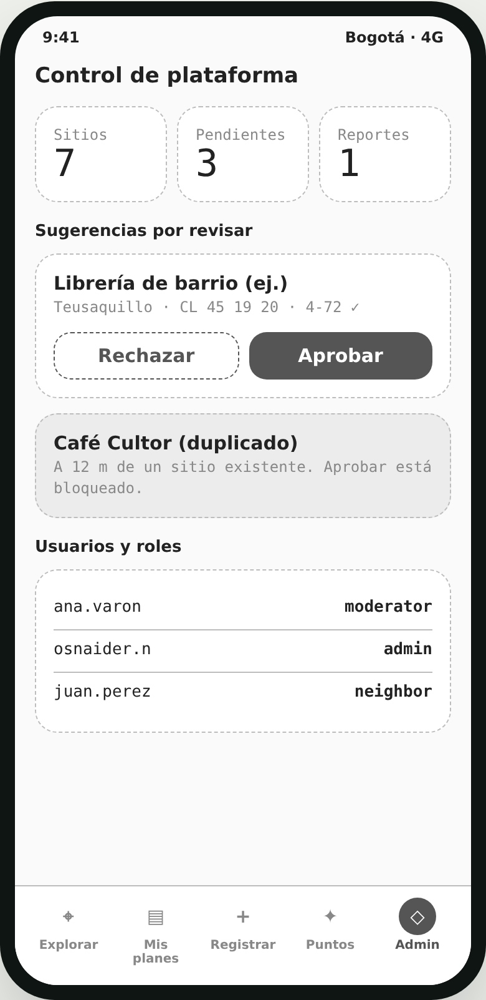 9:41 Bogotá · 4G
Control de plataforma
Sitios Pendientes Reportes
7 3 1
Sugerencias por revisar
Librería de barrio (ej.)
Teusaquillo · CL 45 19 20 · 4-72 ✓
Rechazar Aprobar
Café Cultor (duplicado)
A 12 m de un sitio existente. Aprobar está
bloqueado.
Usuarios y roles
ana.varon moderator
osnaider.n admin
juan.perez neighbor
Explorar Mis planes Registrar Puntos Admin